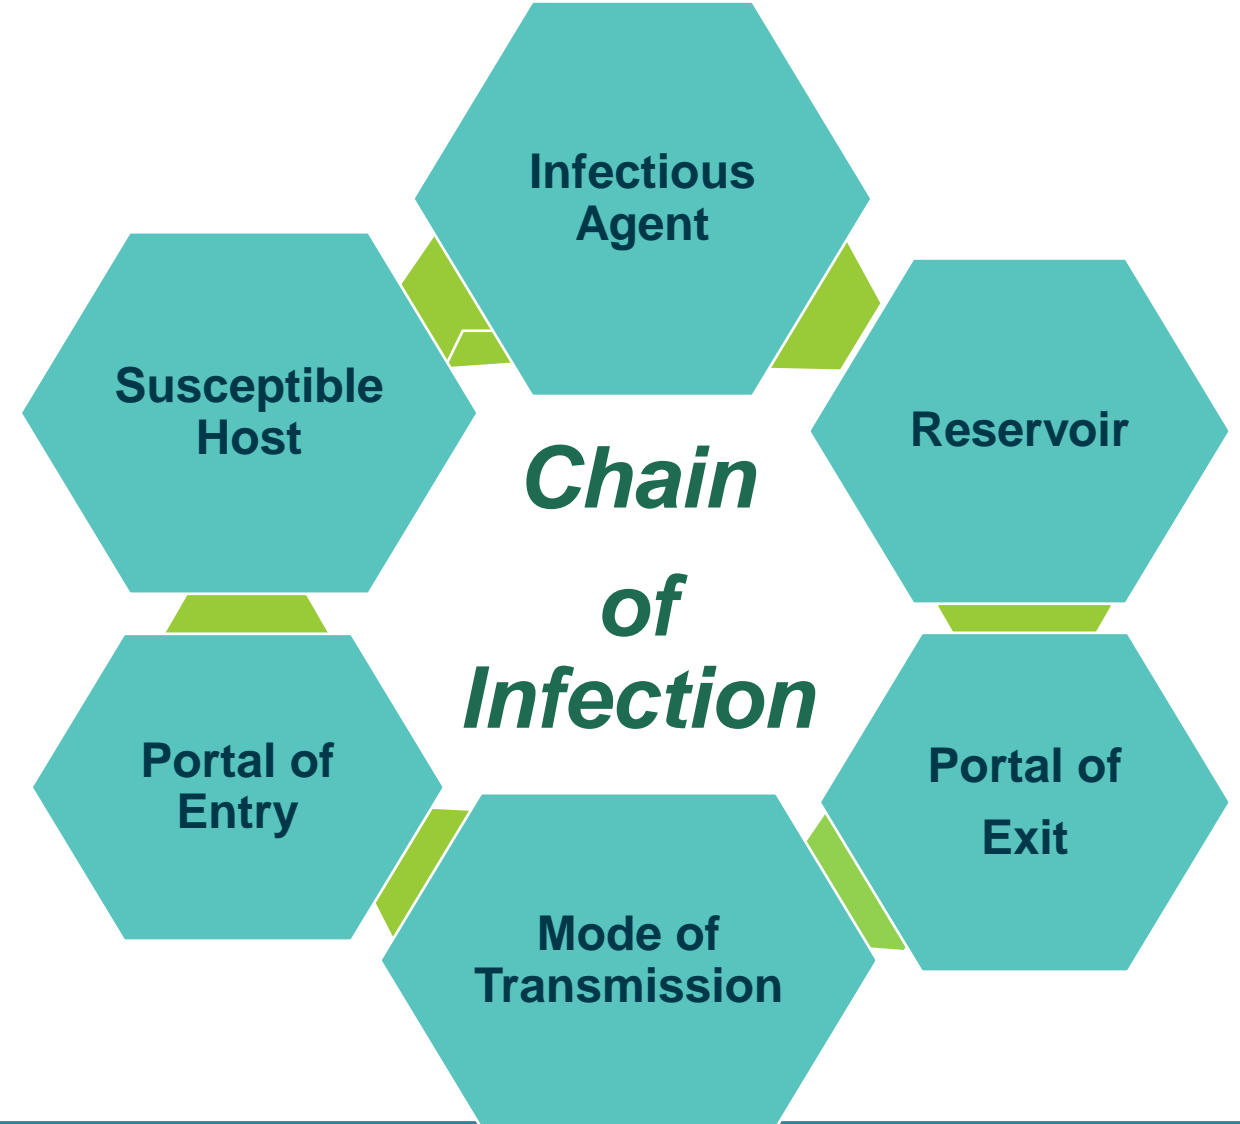 Infectious
Agent
Reservoir
Portal of
Exit
Mode of
Transmission
Portal of
Entry
Susceptible
Host
Chain
of
Infection